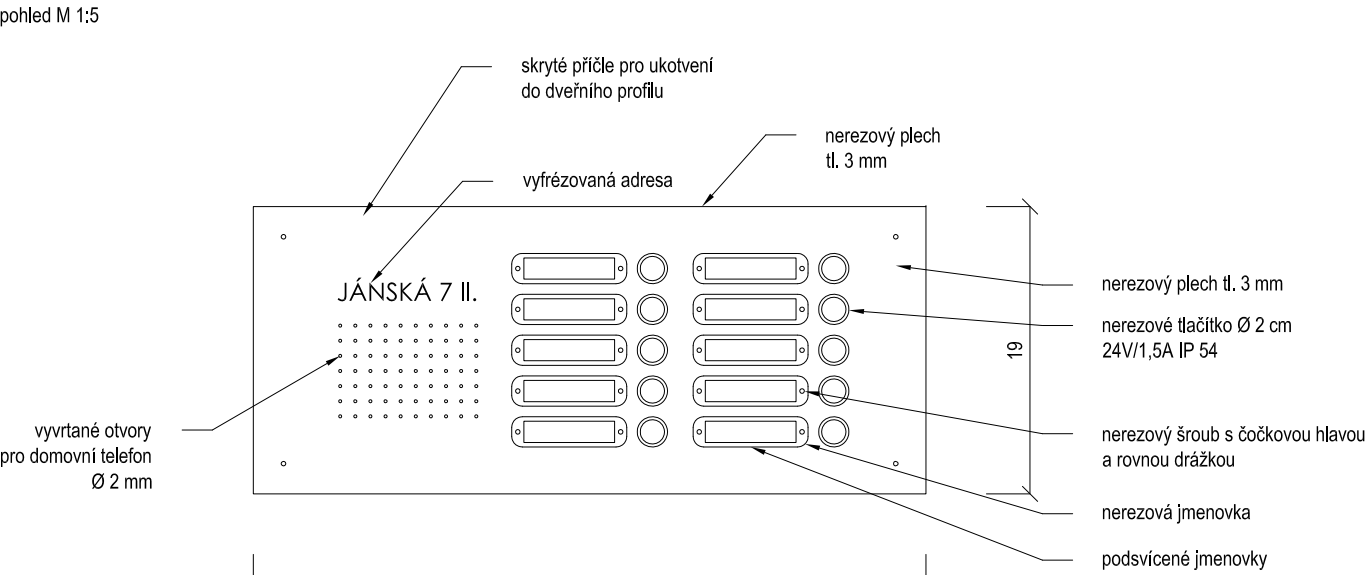 pohled M 1:5
skryté příčle pro ukotvení
do dveřního profilu
nerezový plech
tl. 3 mm
vyfrézovaná adresa
JÁNSKÁ 7 II.
nerezový plech tl. 3 mm
nerezové tlačítko Ø 2 cm
24V/1,5A IP 54
19
vyvrtané otvory
pro domovní telefon
Ø 2 mm
nerezový šroub s čočkovou hlavou
a rovnou drážkou
nerezová jmenovka
podsvícené jmenovky